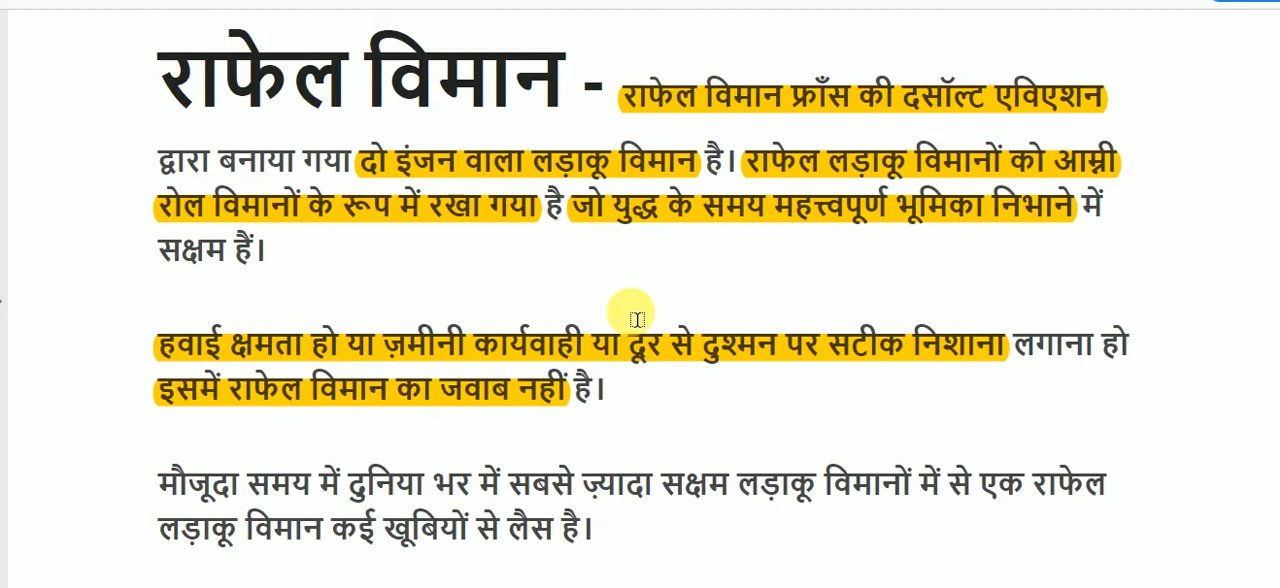 राफेल विमान - राफेल विमान फ्राँस की दसॉल्ट एविएशन
द्वारा बनाया गया दो इंजन वाला लड़ाकू विमान है। राफेल लड़ाकू विमानों को आम्नी
रोल विमानों के रूप में रखा गया है जो युद्ध के समय महत्त्वपूर्ण भूमिका निभाने में
सक्षम हैं।
हवाई क्षमता हो या ज़मीनी कार्यवाही या दूर से दुश्मन पर सटीक निशाना लगाना हो
इसमें राफेल विमान का जवाब नहीं है।
मौजूदा समय में दुनिया भर में सबसे ज़्यादा सक्षम लड़ाकू विमानों में से एक राफेल
लड़ाकू विमान कई खूबियों से लैस है।